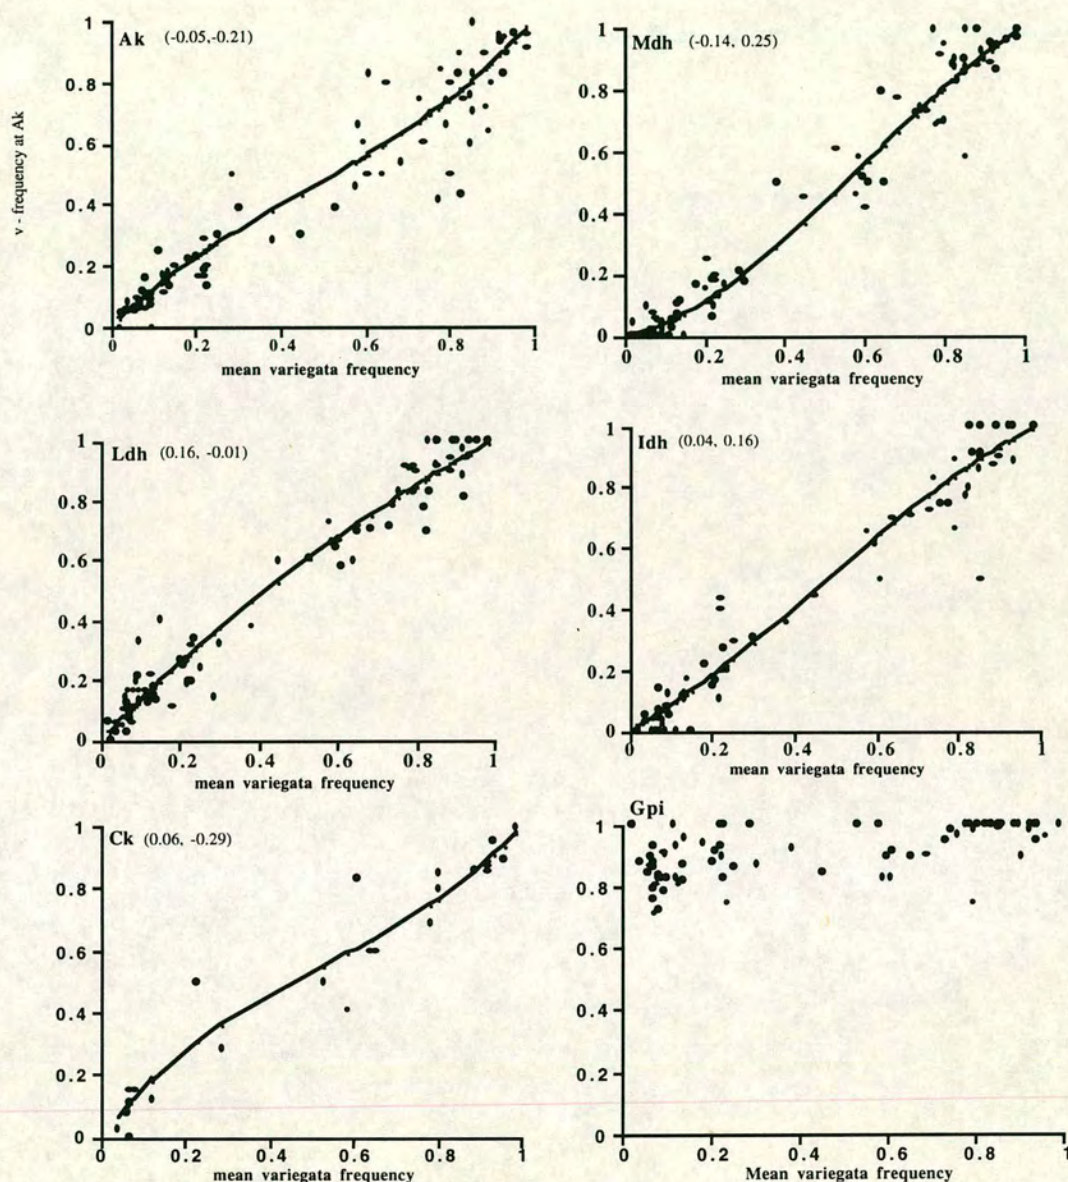 Ak (-0.05,-0.21)
v - frequency at Ak
1
0.8
0.6
0.4
0.2
0
0 0.2 0.4 0.6 0.8 1
mean variegata frequency
Mdh (-0.14, 0.25)
1
0.8
0.6
0.4
0.2
0
0 0.2 0.4 0.6 0.8 1
mean variegata frequency
Ldh (0.16, -0.01)
1
0.8
0.6
0.4
0.2
0
0 0.2 0.4 0.6 0.8 1
mean variegata frequency
Idh (0.04, 0.16)
1
0.8
0.6
0.4
0.2
0
0 0.2 0.4 0.6 0.8 1
mean variegata frequency
Ck (0.06, -0.29)
1
0.8
0.6
0.4
0.2
0
0 0.2 0.4 0.6 0.8 1
mean variegata frequency
Gpi
1
0.8
0.6
0.4
0.2
0
0 0.2 0.4 0.6 0.8 1
Mean variegata frequency